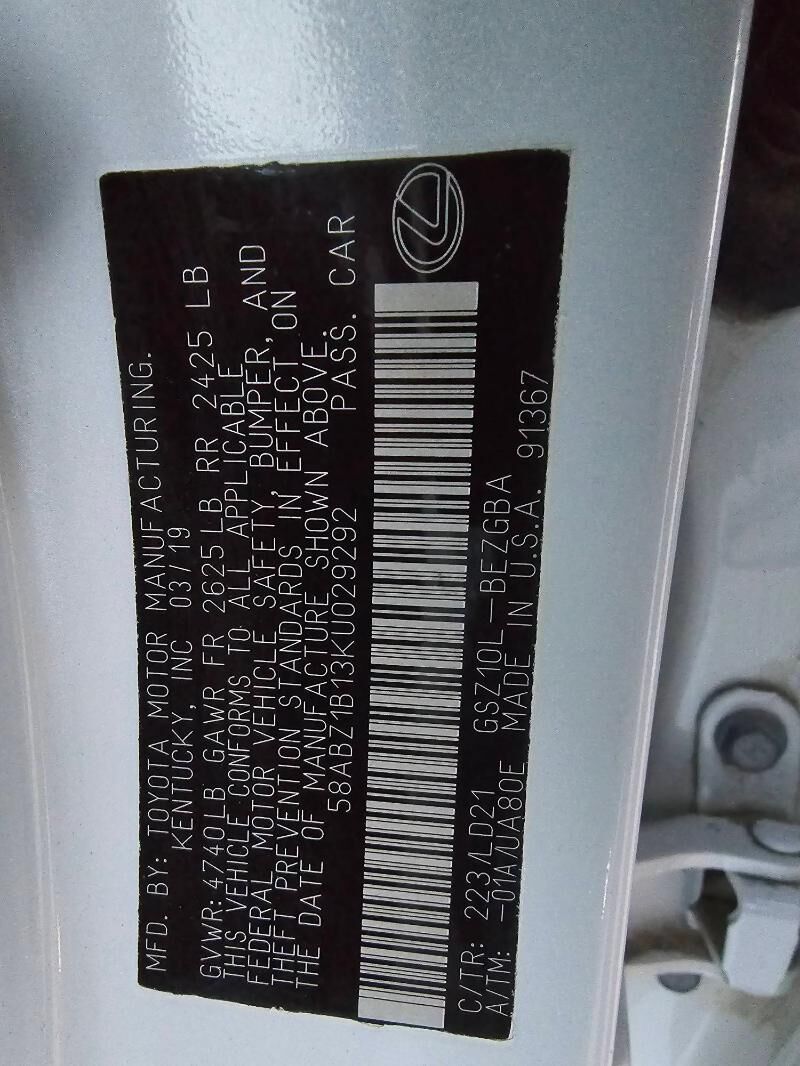 MFD. BY: TOYOTA MOTOR MANUFACTURING.
KENTUCKY, INC 03/19
GVWR: 4740LB GAWR FR 2625LB RR 2425 LB
THIS VEHICLE CONFORMS TO ALL APPLICABLE
FEDERAL MOTOR VEHICLE SAFETY, BUMPER, AND
THEFT PREVENTION STANDARDS IN EFFECT ON
THE DATE OF MANUFACTURE SHOWN ABOVE.
58ABZ1B13KU029292 PASS. CAR
C/TR: 223/LD21 GSZ10L-BEZGBA
A/TM: -01A/UA80E MADE IN U.S.A. 91367